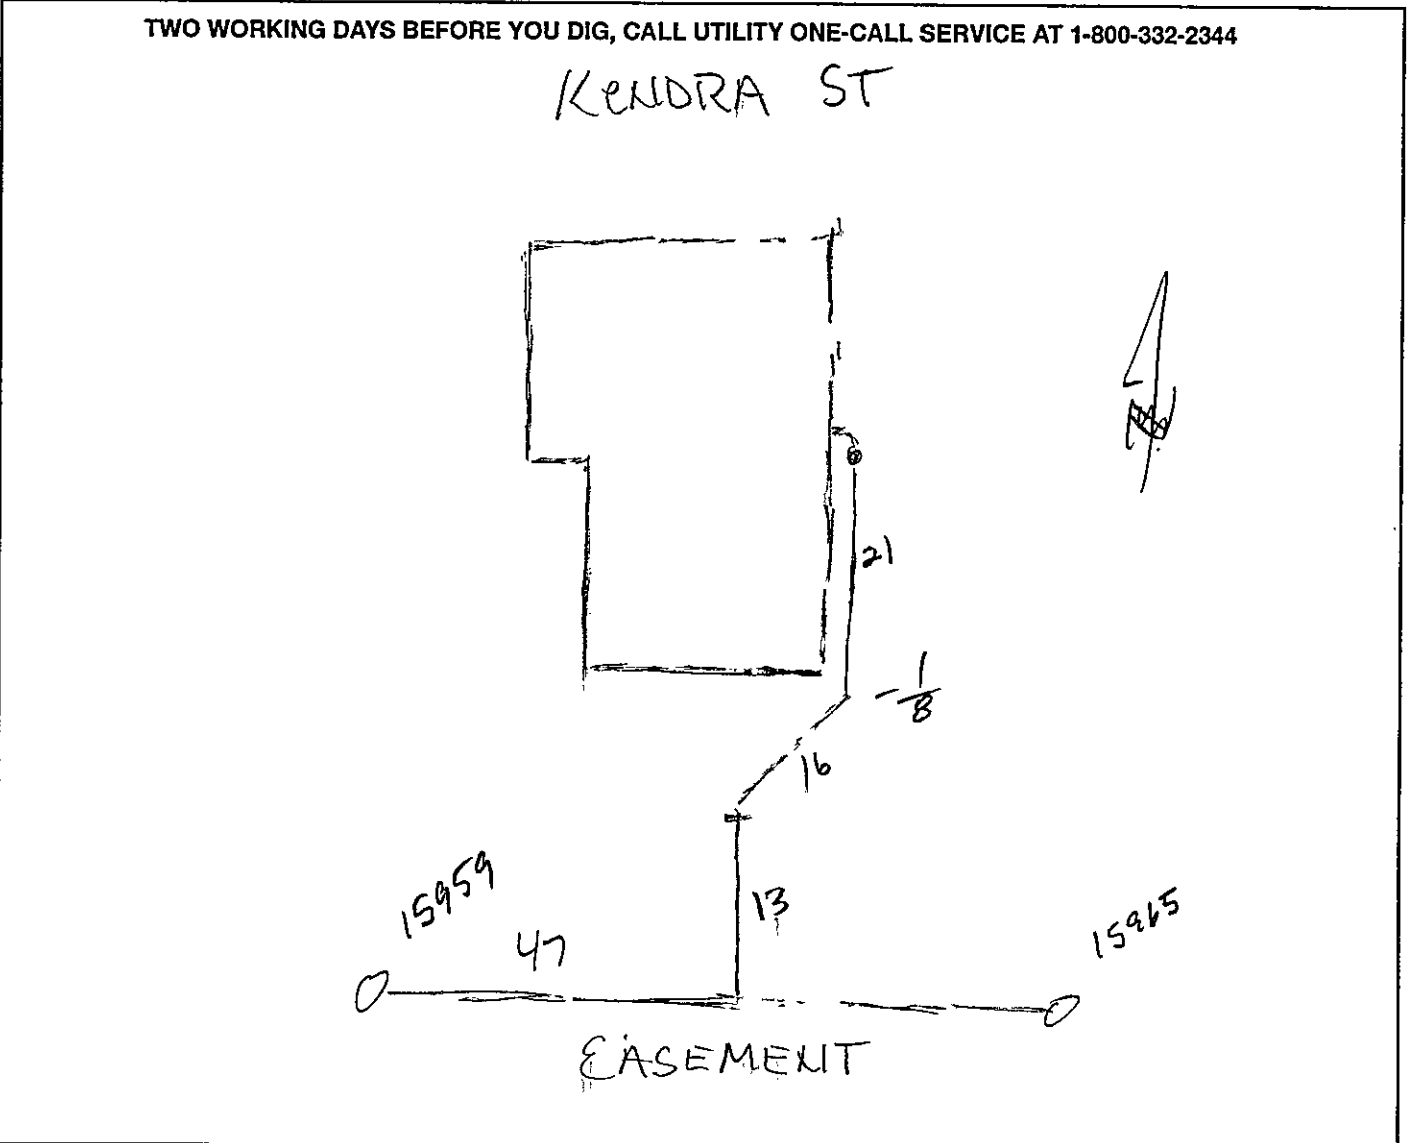 TWO WORKING DAYS BEFORE YOU DIG, CALL UTILITY ONE-CALL SERVICE AT 1-800-332-2344
KENDRA ST
21
-1/8
16
15959
47
13
15965
EASEMENT